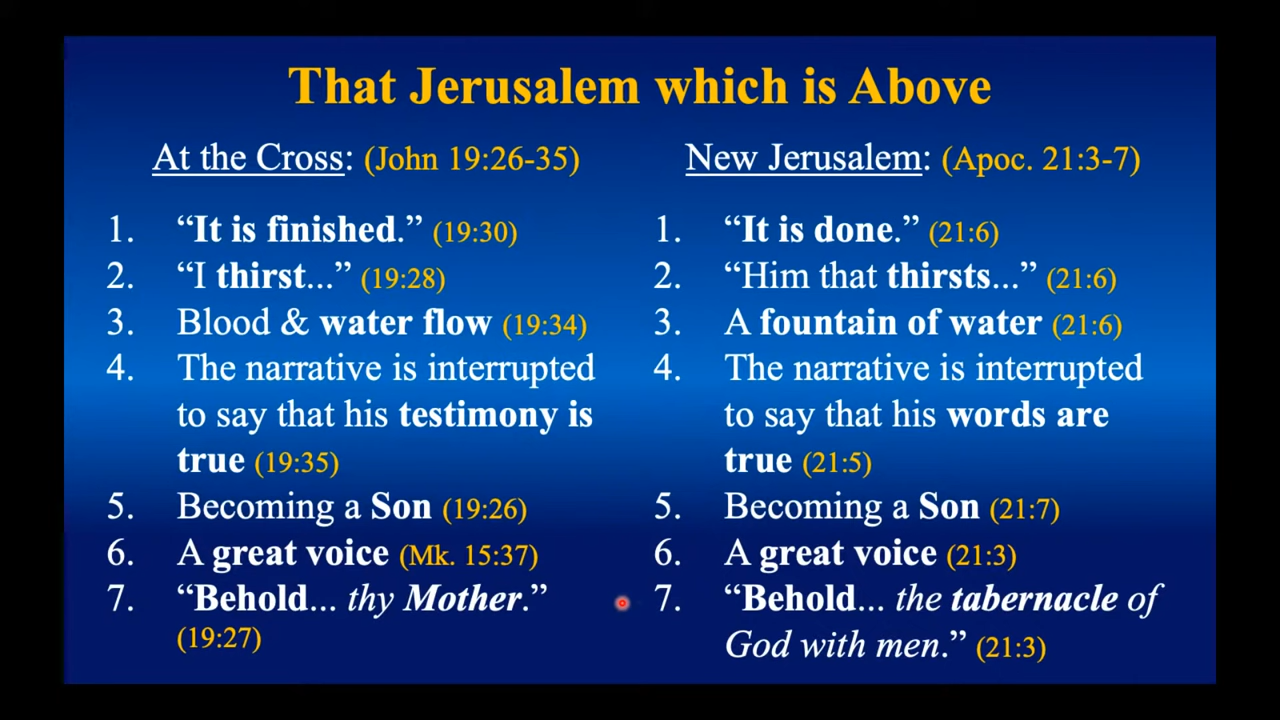 That Jerusalem which is Above
At the Cross: (John 19:26-35)
1. “It is finished.” (19:30)
2. “I thirst...” (19:28)
3. Blood & water flow (19:34)
4. The narrative is interrupted
to say that his testimony is
true (19:35)
5. Becoming a Son (19:26)
6. A great voice (Mk. 15:37)
7. “Behold... thy Mother.”
(19:27)
New Jerusalem: (Apoc. 21:3-7)
1. “It is done.” (21:6)
2. “Him that thirsts...” (21:6)
3. A fountain of water (21:6)
4. The narrative is interrupted
to say that his words are
true (21:5)
5. Becoming a Son (21:7)
6. A great voice (21:3)
7. “Behold... the tabernacle of
God with men.” (21:3)